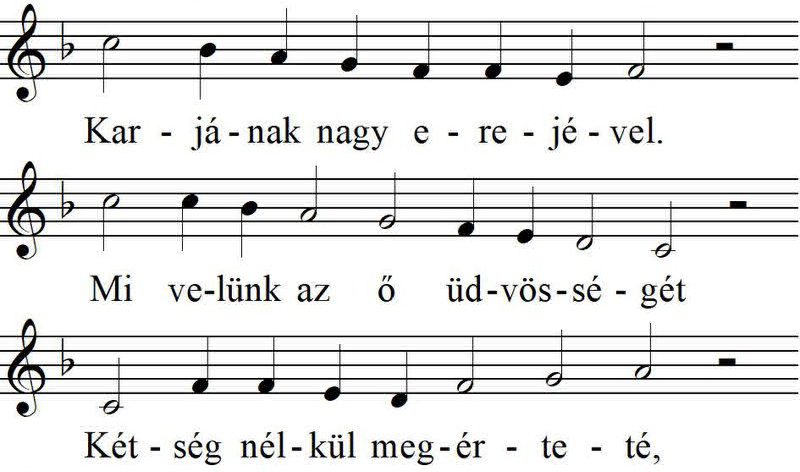 Kar - já - nak nagy e - re - jé - vel.
Mi ve-lünk az ő üd-vös-sé - gét
Két - ség nél-kül meg-ér - te - té,